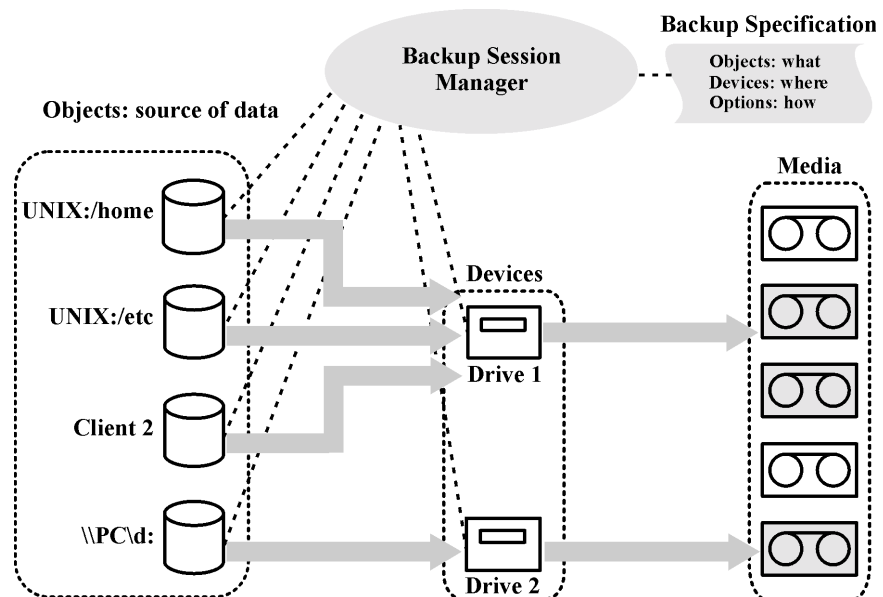 Backup Specification
Backup Session
Manager
Objects: what
Devices: where
Options: how
Objects: source of data
Media
UNIX:/home
Devices
UNIX:/etc
Drive 1
Client 2
\\PC\d:
Drive 2